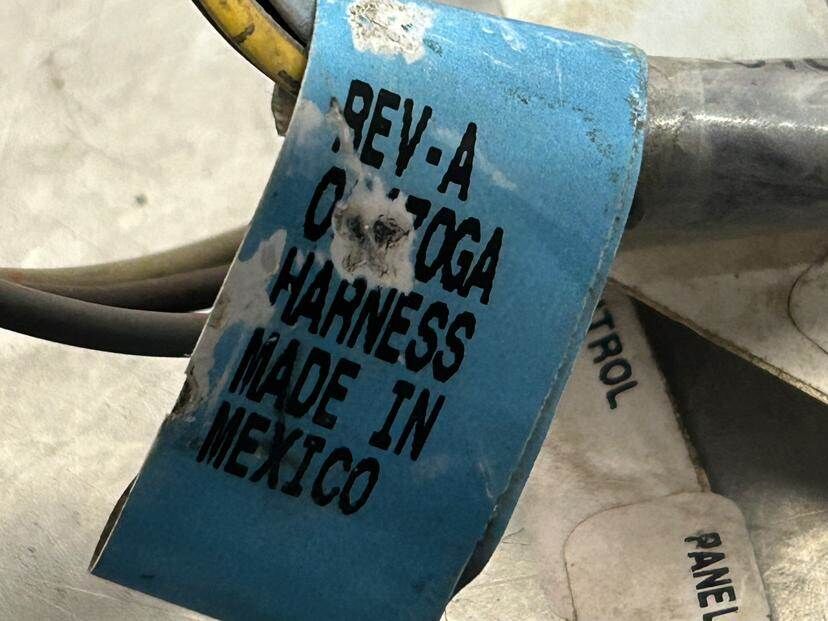 REV-A
HARNESS
MADE IN
MEXICO
TROL
PANEL